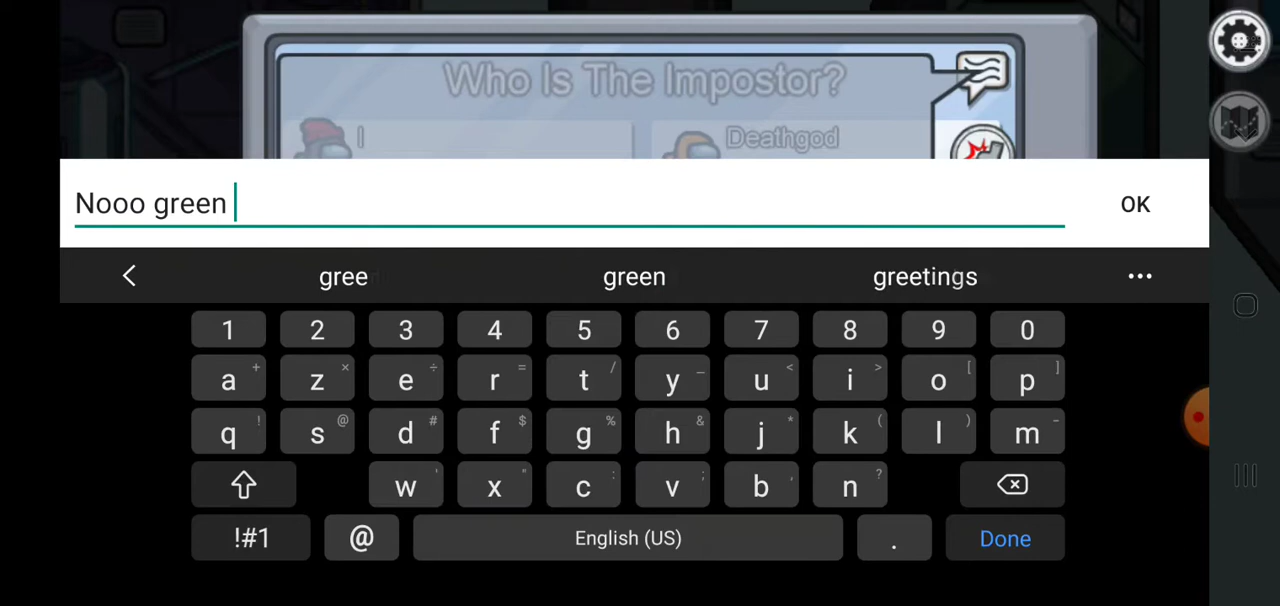 Who Is The Impostor?
I
Deathgod
Nooo green
OK
gree
green
greetings
1 2 3 4 5 6 7 8 9 0
a + z × e ÷ r = t / y _ u < i > o [ p ]
q ! s @ d # f $ g % h & j * k ( l ) m -
w ' x " c : v ; b , n ?
!#1 @ English (US) . Done